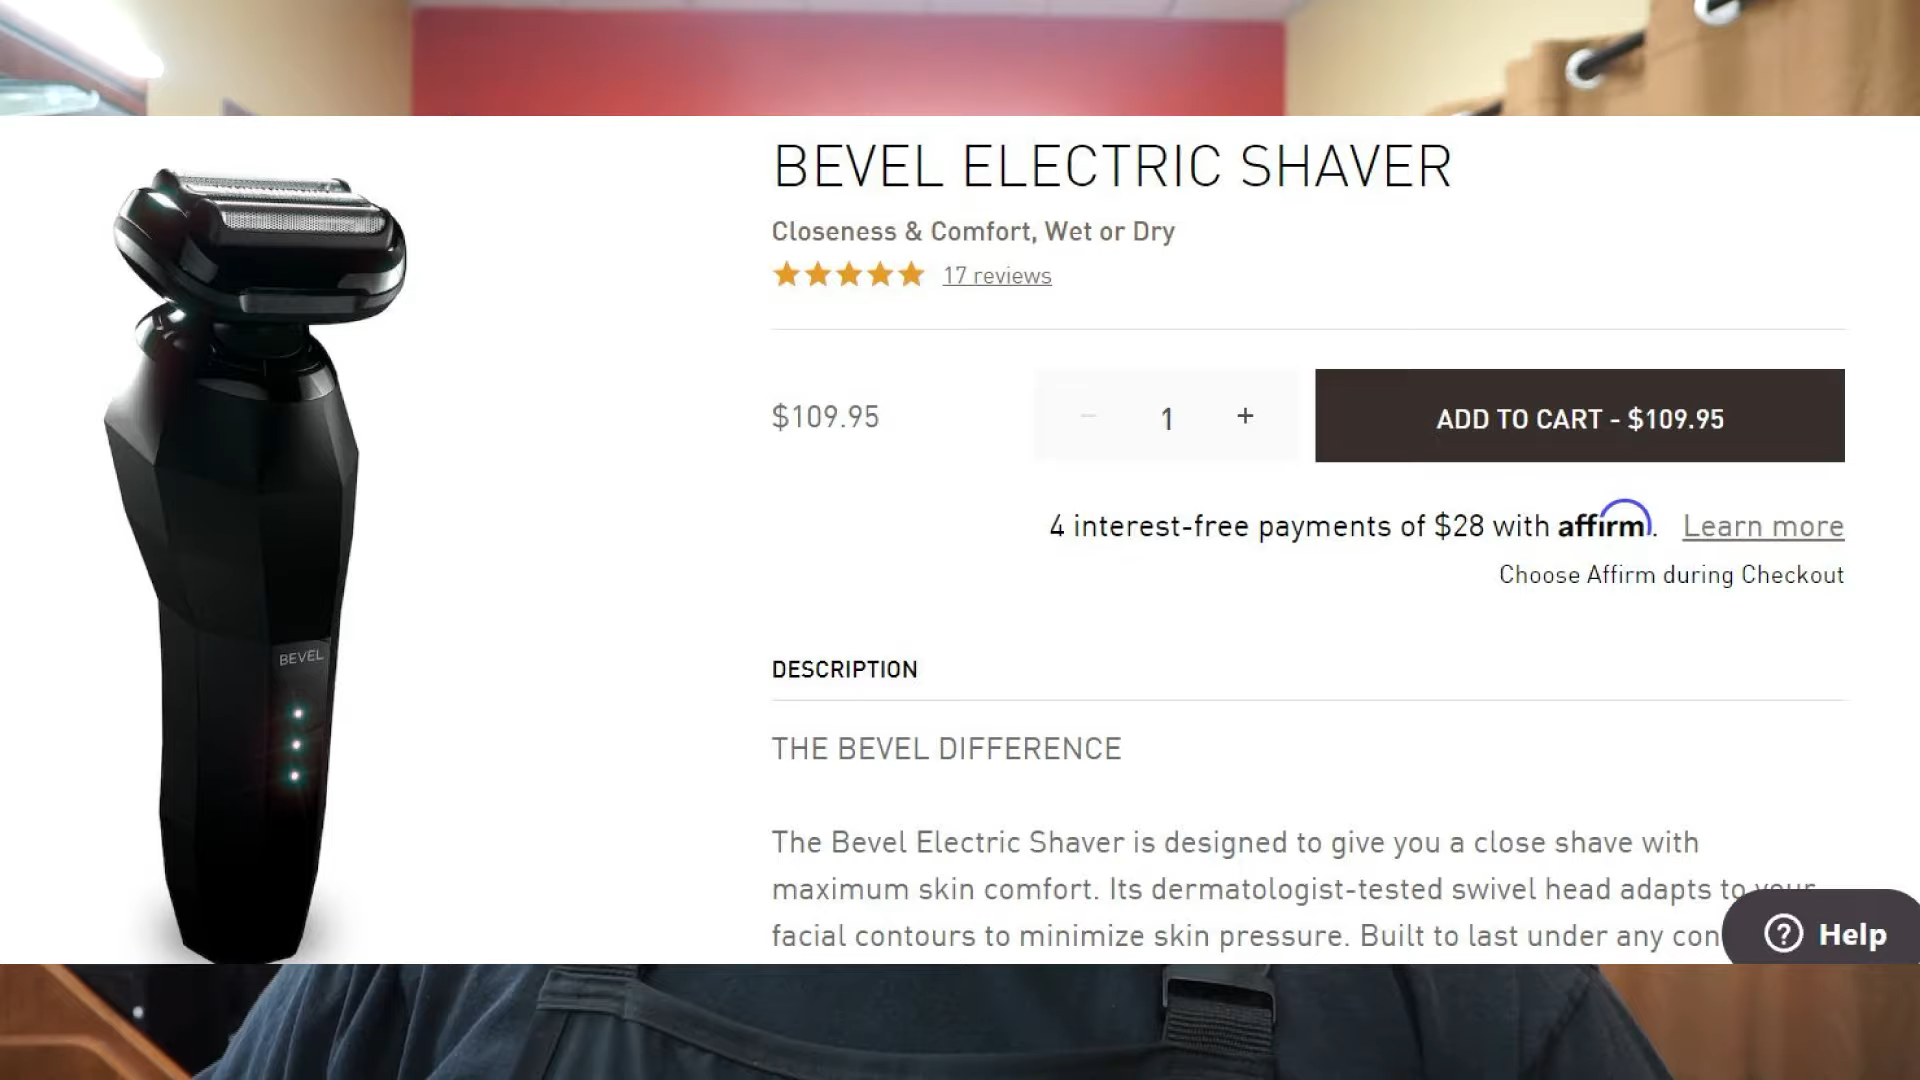 BEVEL ELECTRIC SHAVER
Closeness & Comfort, Wet or Dry
17 reviews
$109.95
− 1 +
ADD TO CART - $109.95
4 interest-free payments of $28 with affirm. Learn more
Choose Affirm during Checkout
BEVEL
DESCRIPTION
THE BEVEL DIFFERENCE
The Bevel Electric Shaver is designed to give you a close shave with
maximum skin comfort. Its dermatologist-tested swivel head adapts to your
facial contours to minimize skin pressure. Built to last under any con
? Help